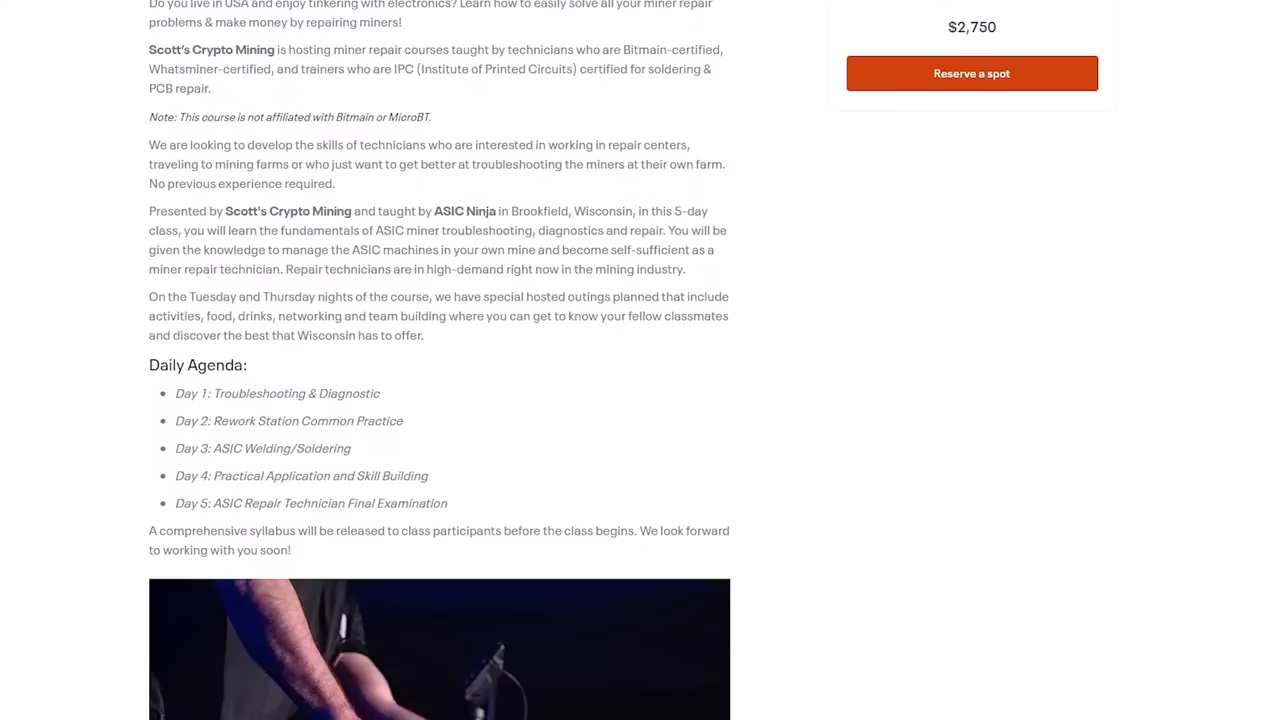 Do you live in USA and enjoy tinkering with electronics? Learn how to easily solve all your miner repair
problems & make money by repairing miners!
Scott's Crypto Mining is hosting miner repair courses taught by technicians who are Bitmain-certified,
Whatsminer-certified, and trainers who are IPC (Institute of Printed Circuits) certified for soldering &
PCB repair.
Note: This course is not affiliated with Bitmain or MicroBT.
We are looking to develop the skills of technicians who are interested in working in repair centers,
traveling to mining farms or who just want to get better at troubleshooting the miners at their own farm.
No previous experience required.
Presented by Scott's Crypto Mining and taught by ASIC Ninja in Brookfield, Wisconsin, in this 5-day
class, you will learn the fundamentals of ASIC miner troubleshooting, diagnostics and repair. You will be
given the knowledge to manage the ASIC machines in your own mine and become self-sufficient as a
miner repair technician. Repair technicians are in high-demand right now in the mining industry.
On the Tuesday and Thursday nights of the course, we have special hosted outings planned that include
activities, food, drinks, networking and team building where you can get to know your fellow classmates
and discover the best that Wisconsin has to offer.
Daily Agenda:
• Day 1: Troubleshooting & Diagnostic
• Day 2: Rework Station Common Practice
• Day 3: ASIC Welding/Soldering
• Day 4: Practical Application and Skill Building
• Day 5: ASIC Repair Technician Final Examination
A comprehensive syllabus will be released to class participants before the class begins. We look forward
to working with you soon!
$2,750
Reserve a spot